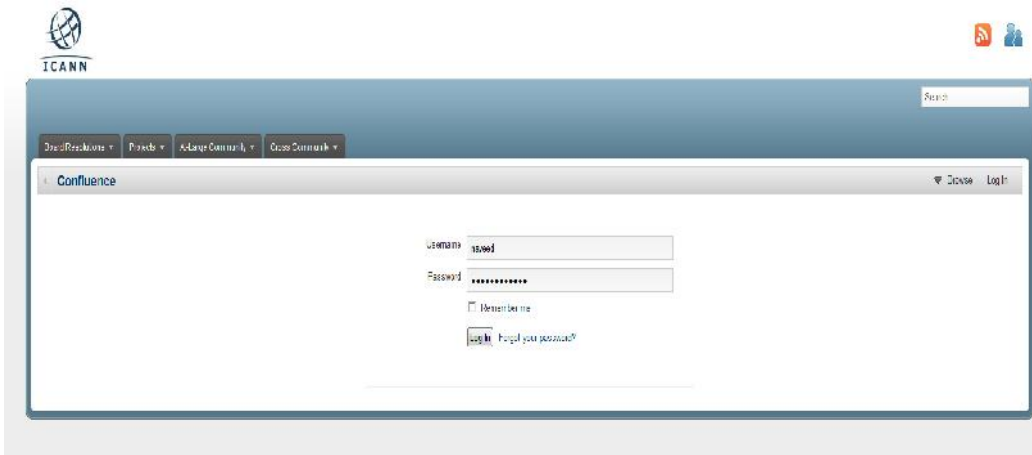 ICANN
Search
Board Resolutions Projects At-Large Community Cross Community
Confluence Browse Log In
Username naveed
Password ••••••••••••
Remember me
Log In Forgot your password?